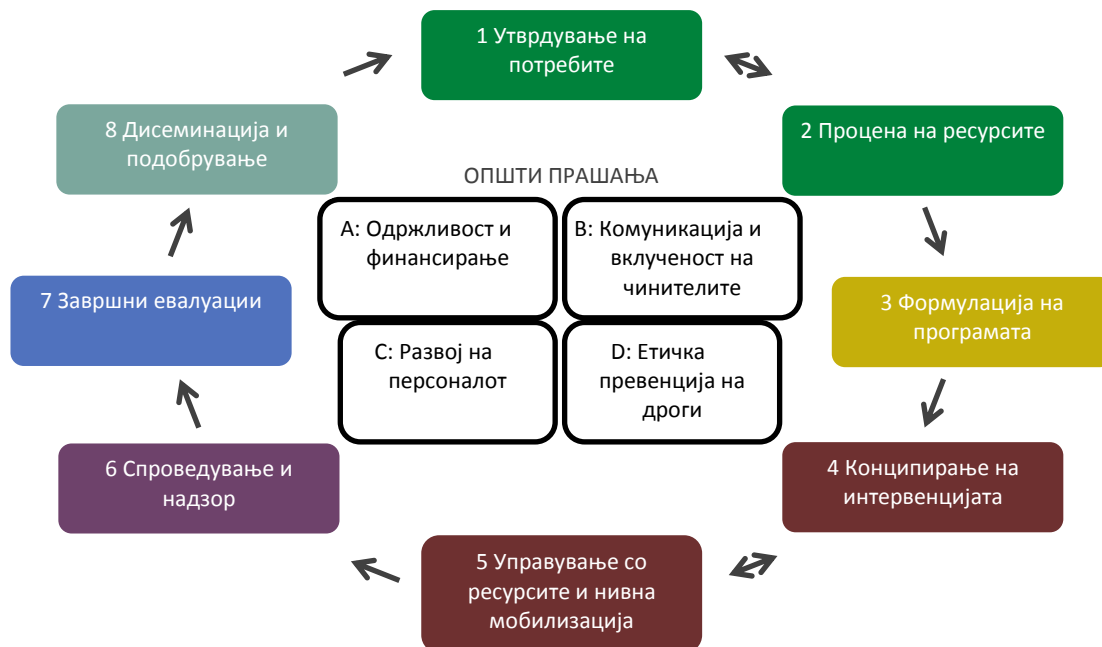 1 Утврдување на
потребите
2 Процена на ресурсите
3 Формулација на
програмата
4 Конципирање на
интервенцијата
5 Управување со
ресурсите и нивна
мобилизација
6 Спроведување и
надзор
7 Завршни евалуации
8 Дисеминација и
подобрување
ОПШТИ ПРАШАЊА
A: Одржливост и
финансирање
B: Комуникација и
вклученост на
чинителите
C: Развој на
персоналот
D: Етичка
превенција на
дроги